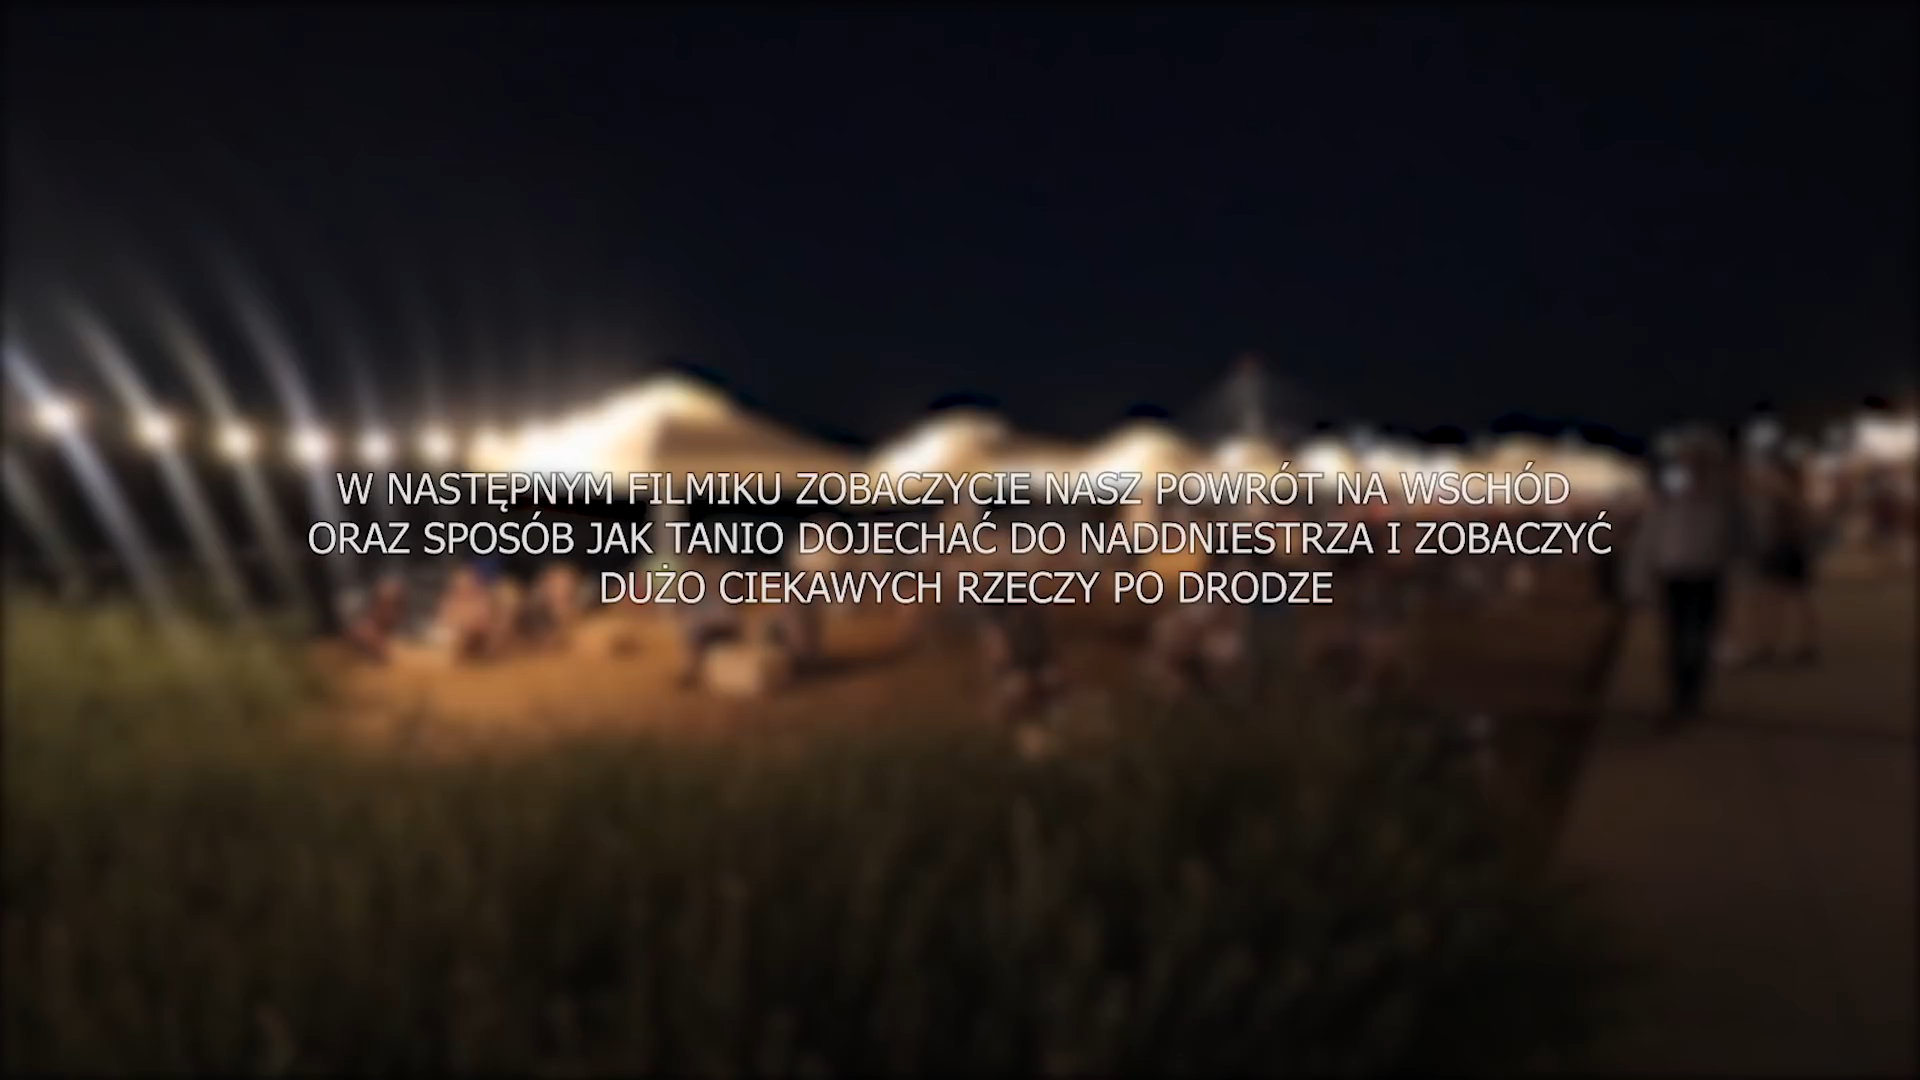 W NASTĘPNYM FILMIKU ZOBACZYCIE NASZ POWRÓT NA WSCHÓD
ORAZ SPOSÓB JAK TANIO DOJECHAĆ DO NADDNIESTRZA I ZOBACZYĆ
DUŻO CIEKAWYCH RZECZY PO DRODZE